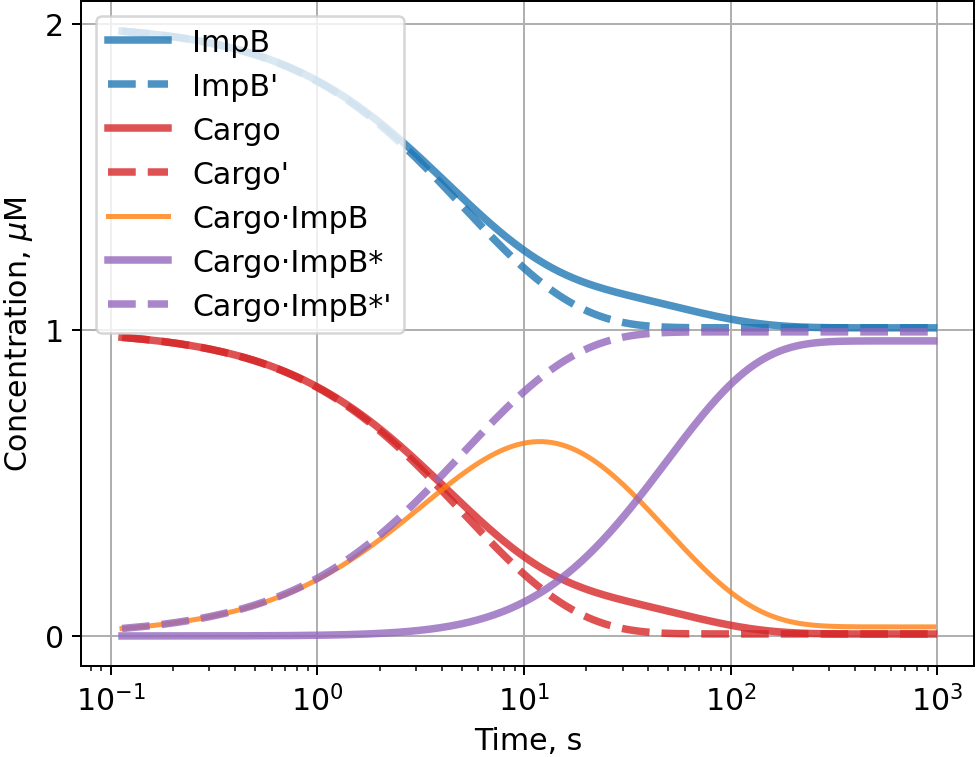 2
1
0
Concentration, μM
ImpB
ImpB'
Cargo
Cargo'
Cargo·ImpB
Cargo·ImpB*
Cargo·ImpB*'
10⁻¹
10⁰
10¹
10²
10³
Time, s